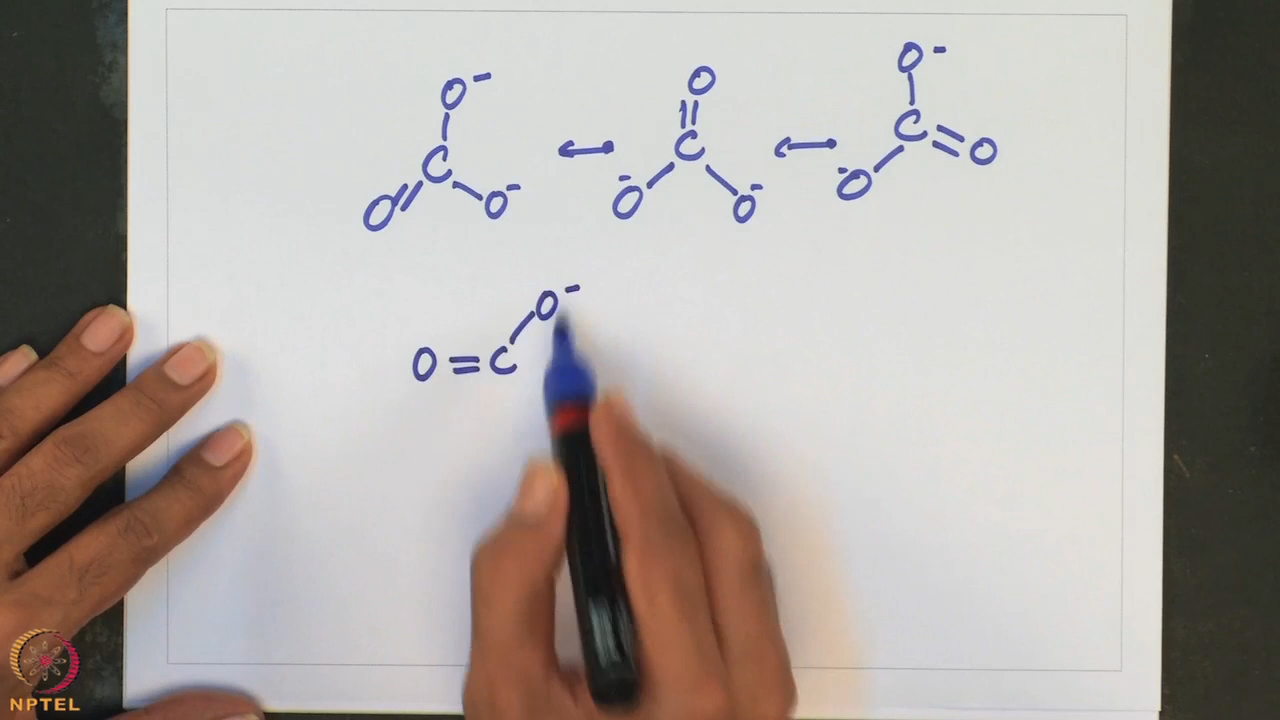 O⁻ O O⁻
C ↔ C ↔ C
O O⁻ ⁻O O⁻ ⁻O O
O⁻
O=C
NPTEL